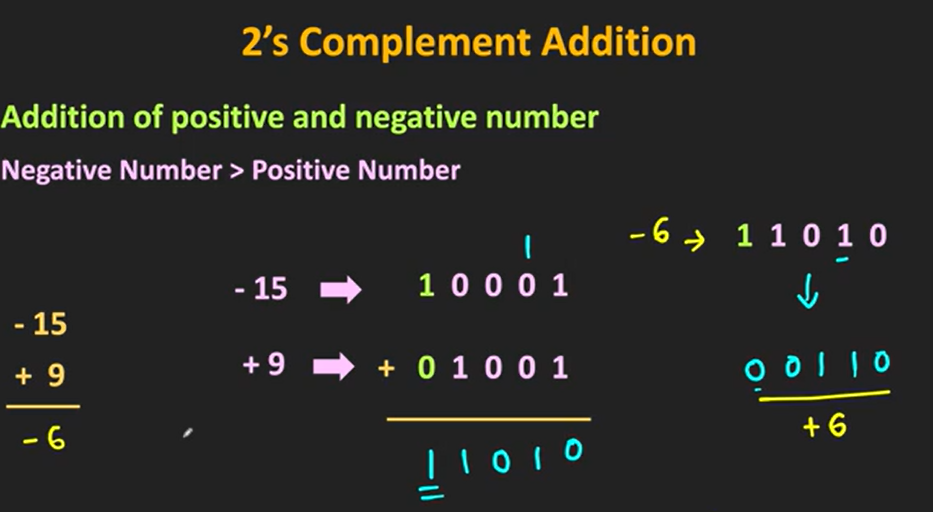 2's Complement Addition
Addition of positive and negative number
Negative Number > Positive Number
- 15
+ 9
- 6
1
- 15 ➡ 1 0 0 0 1
+ 9 ➡ + 0 1 0 0 1
1 1 0 1 0
- 6 → 1 1 0 1 0
↓
0 0 1 1 0
+ 6